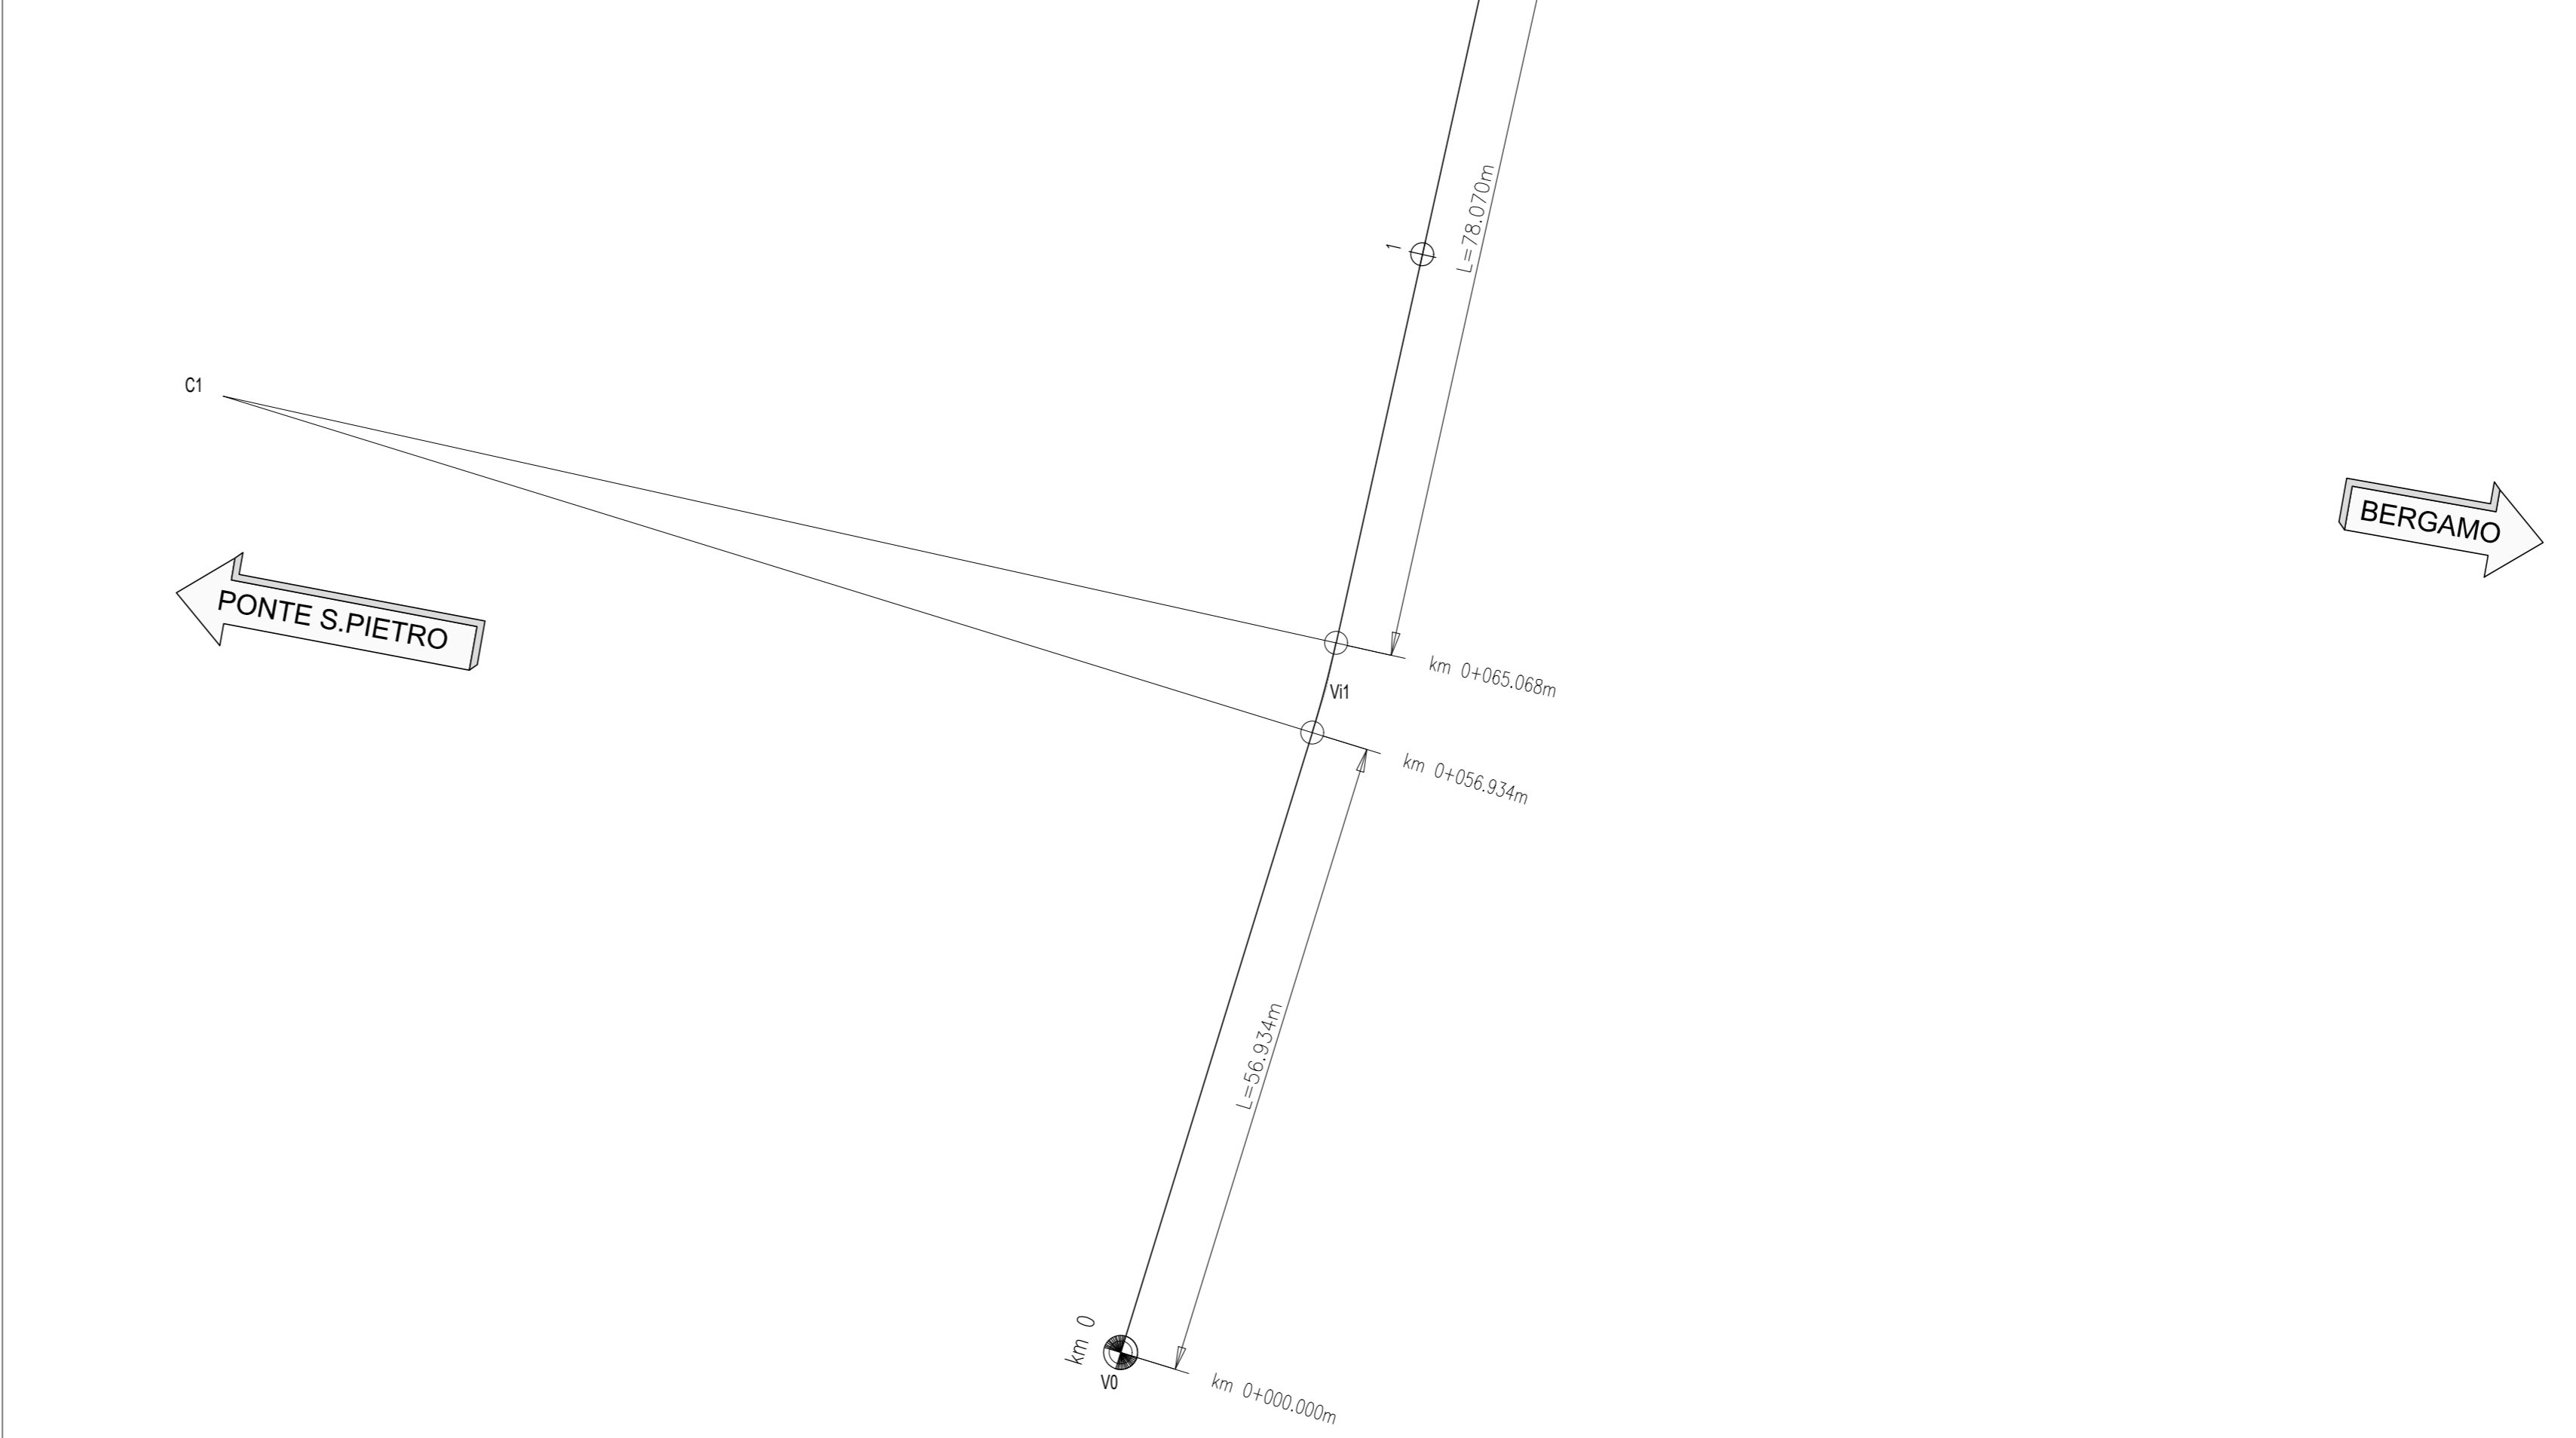 1
L=78.070m
C1
BERGAMO
PONTE S.PIETRO
km 0+065.068m
Vi1
km 0+056.934m
L=56.934m
km 0
V0
km 0+000.000m